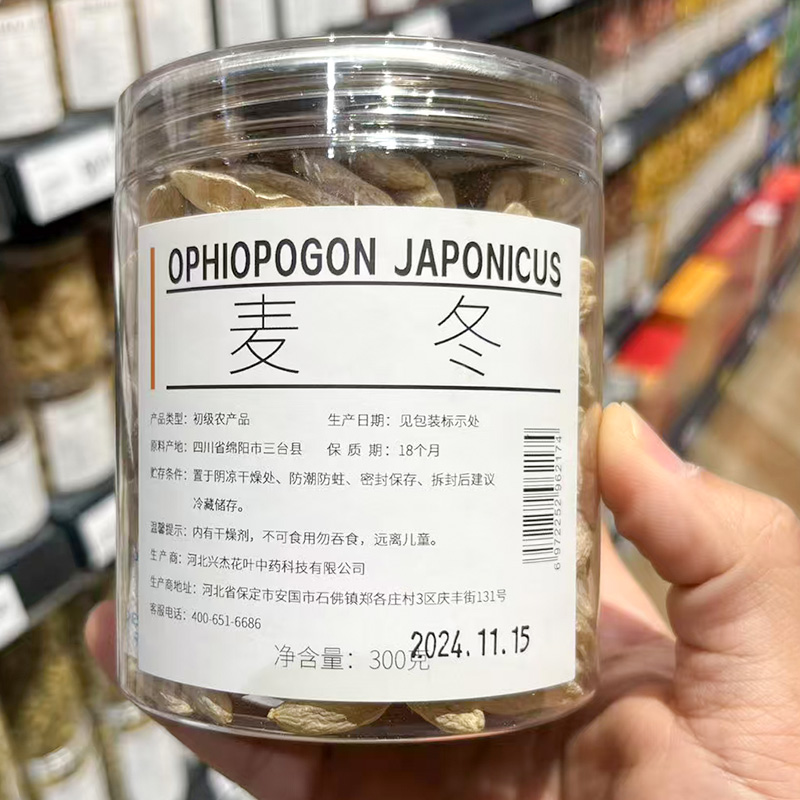 OPHIOPOGON JAPONICUS
麦 冬
产品类型：初级农产品 生产日期：见包装标示处
原料产地：四川省绵阳市三台县 保 质 期：18个月
贮存条件：置于阴凉干燥处、防潮防蛀、密封保存、拆封后建议
冷藏储存。
温馨提示：内有干燥剂，不可食用勿吞食，远离儿童。
生 产 商：河北兴杰花叶中药科技有限公司
生产商地址：河北省保定市安国市石佛镇郑各庄村3区庆丰街131号
客服电话：400-651-6686
净含量：300克
2024.11.15
6 972252 962174